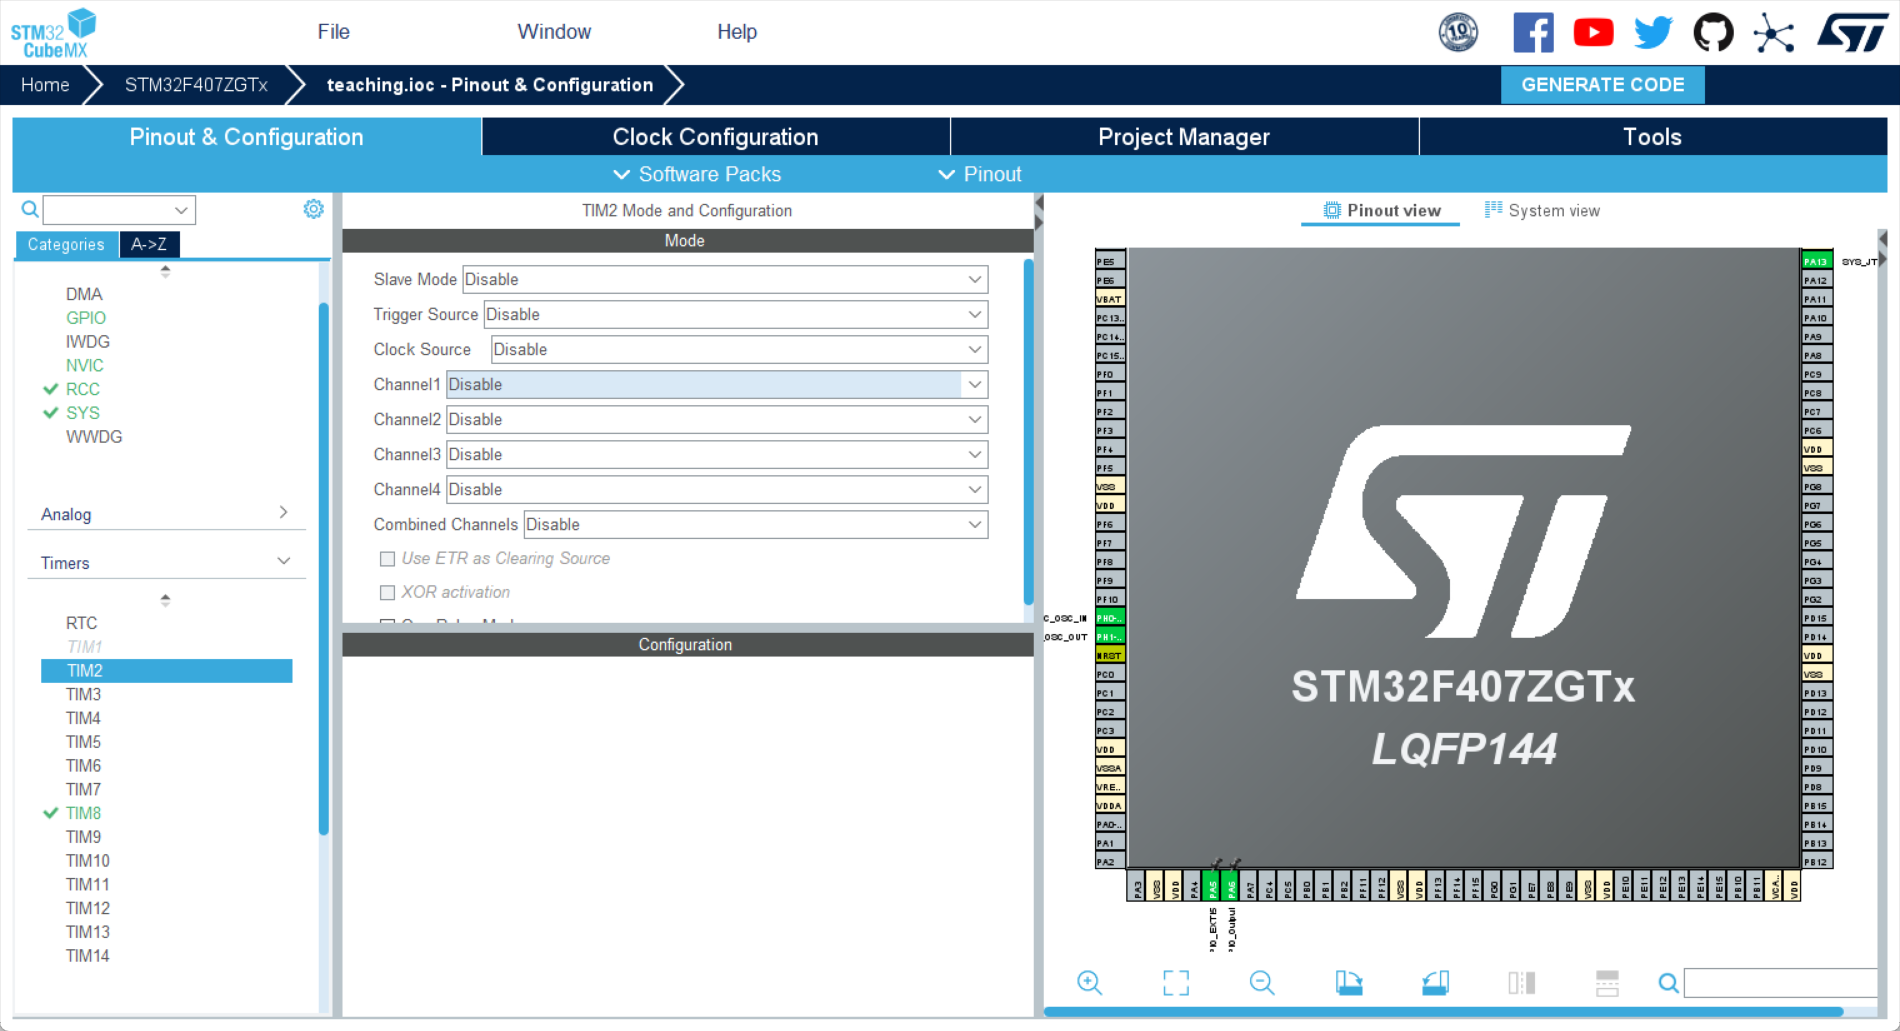 STM32
CubeMX
File
Window
Help
Home
STM32F407ZGTx
teaching.ioc - Pinout & Configuration
GENERATE CODE
Pinout & Configuration
Clock Configuration
Project Manager
Tools
Software Packs
Pinout
Categories
A->Z
DMA
GPIO
IWDG
NVIC
RCC
SYS
WWDG
Analog
Timers
RTC
TIM1
TIM2
TIM3
TIM4
TIM5
TIM6
TIM7
TIM8
TIM9
TIM10
TIM11
TIM12
TIM13
TIM14
TIM2 Mode and Configuration
Mode
Slave Mode Disable
Trigger Source Disable
Clock Source Disable
Channel1 Disable
Channel2 Disable
Channel3 Disable
Channel4 Disable
Combined Channels Disable
Use ETR as Clearing Source
XOR activation
Configuration
Pinout view
System view
PE5
PE6
VBAT
PC13..
PC14..
PC15..
PF0
PF1
PF2
PF3
PF4
PF5
VSS
VDD
PF6
PF7
PF8
PF9
PF10
C_OSC_IN PH0-..
OSC_OUT PH1-..
NRST
PC0
PC1
PC2
PC3
VDD
VSSA
VRE..
VDDA
PA0-..
PA1
PA2
STM32F407ZGTx
LQFP144
PA13 SYS_JT
PA12
PA11
PA10
PA9
PA8
PC9
PC8
PC7
PC6
VDD
VSS
PG8
PG7
PG6
PG5
PG4
PG3
PG2
PD15
PD14
VDD
VSS
PD13
PD12
PD11
PD10
PD9
PD8
PB15
PB14
PB13
PB12
PA3
VSS
VDD
PA4
PA5
PA6
PA7
PC4
PC5
PB0
PB1
PB2
PF11
PF12
VSS
VDD
PF13
PF14
PF15
PG0
PG1
PE7
PE8
PE9
VSS
VDD
PE10
PE11
PE12
PE13
PE14
PE15
PB10
PB11
VCA..
VDD
PIO_EXTI5
PIO_Output